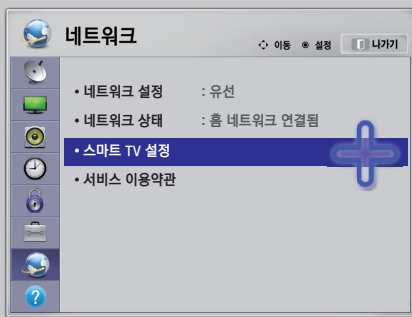 네트워크
이동 설정 나가기
• 네트워크 설정 : 유선
• 네트워크 상태 : 홈 네트워크 연결됨
• 스마트 TV 설정
• 서비스 이용약관
?